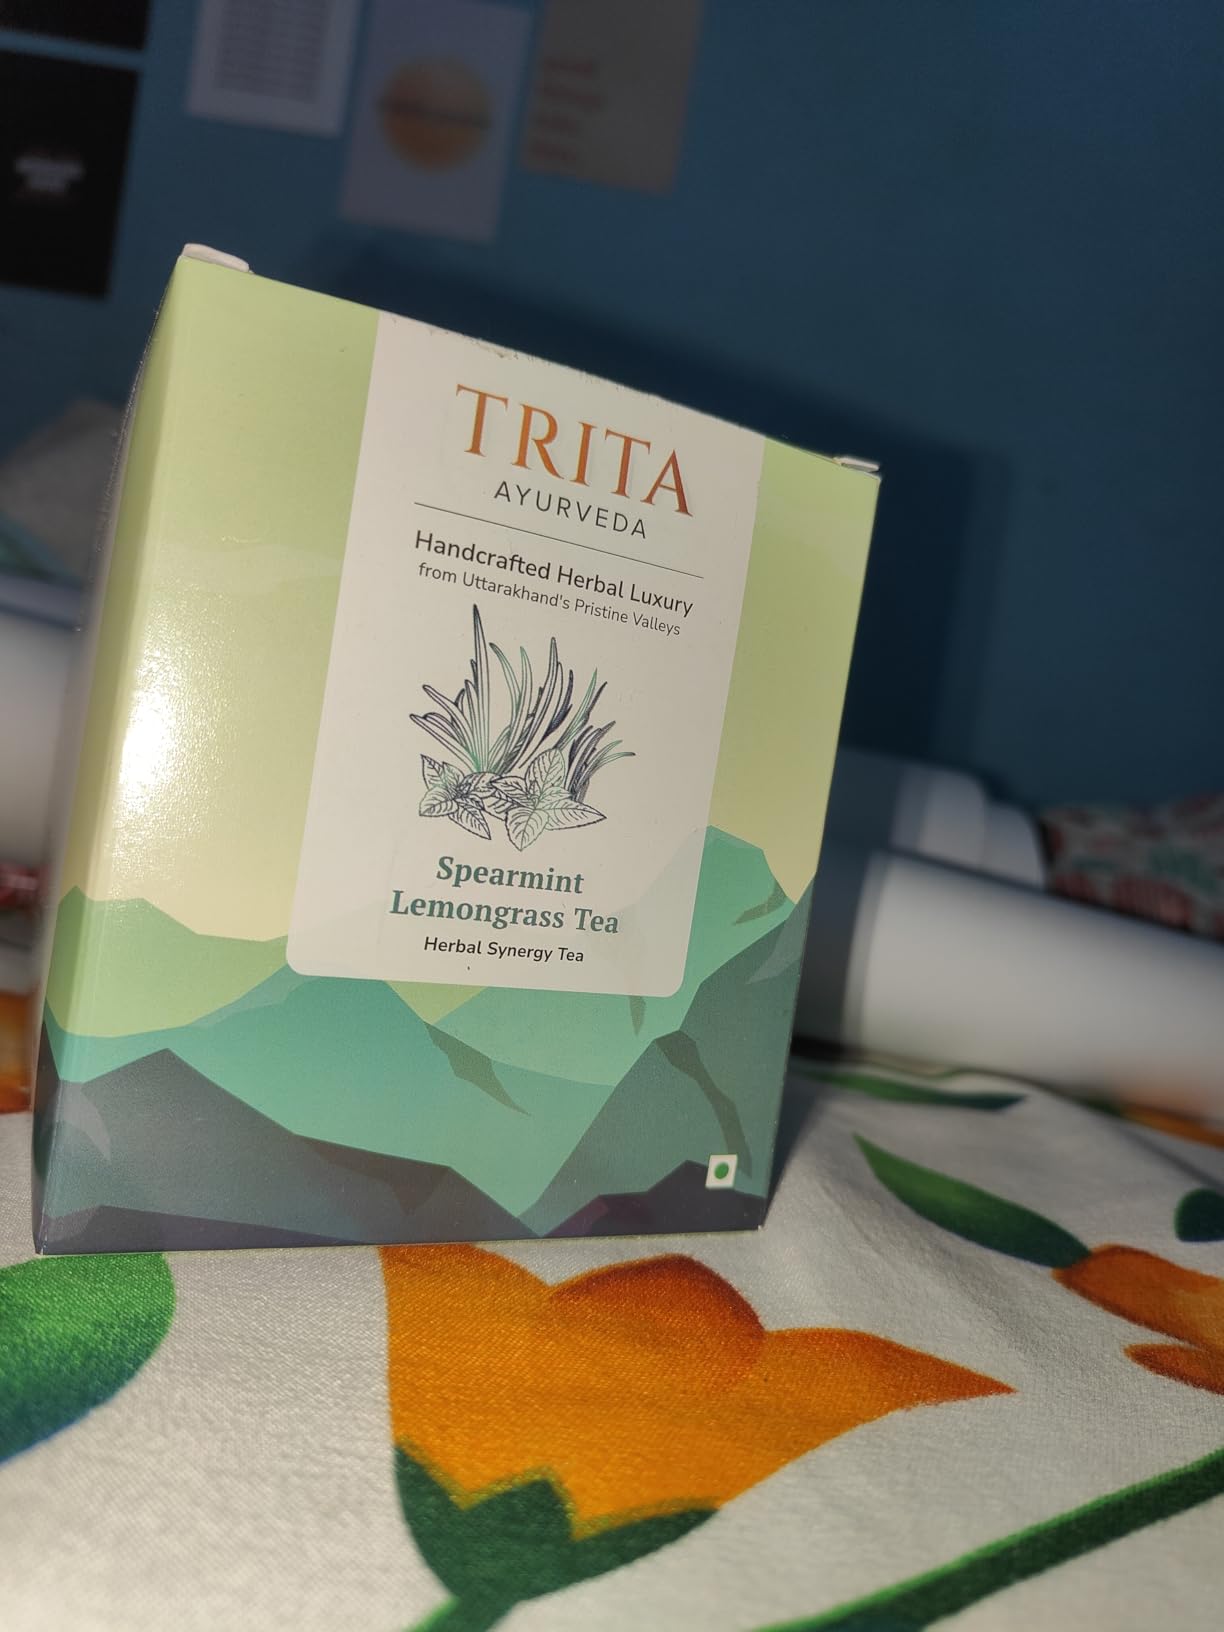 TRITA
AYURVEDA
Handcrafted Herbal Luxury
from Uttarakhand's Pristine Valleys
Spearmint
Lemongrass Tea
Herbal Synergy Tea